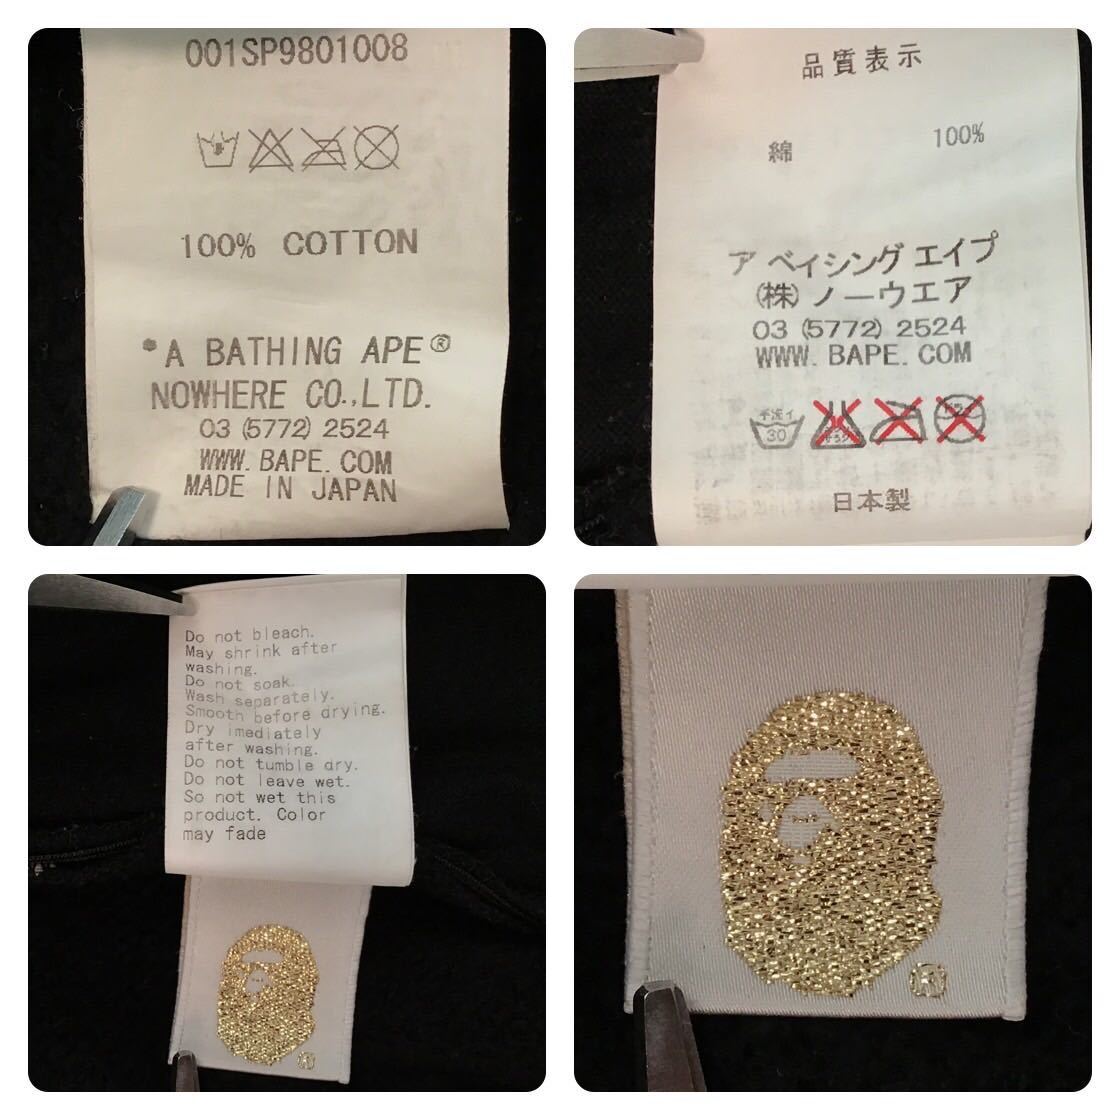 001SP9801008
100% COTTON
*A BATHING APE®
NOWHERE CO.,LTD.
03 (5772) 2524
WWW. BAPE. COM
MADE IN JAPAN
品質表示
綿 100%
ア ベイシング エイプ
(株) ノーウエア
03 (5772) 2524
WWW. BAPE. COM
手洗イ
30
日本製
Do not bleach.
May shrink after
washing.
Do not soak.
Wash separately.
Smooth before drying.
Dry imediately
after washing.
Do not tumble dry.
Do not leave wet.
So not wet this
product. Color
may fade
®
®